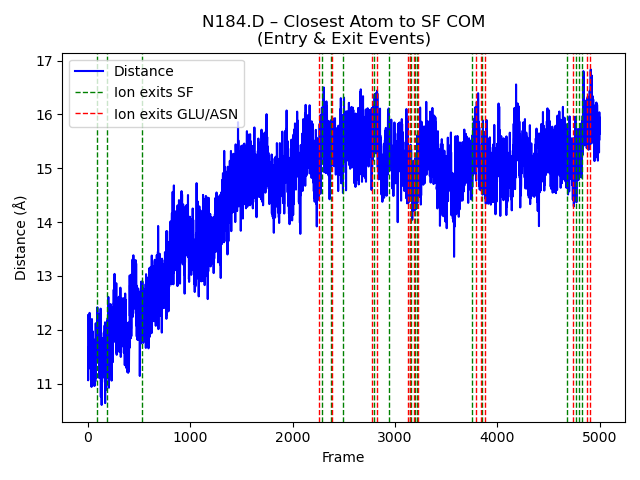 N184.D – Closest Atom to SF COM
(Entry & Exit Events)
Distance
Ion exits SF
Ion exits GLU/ASN
Distance (Å)
17
16
15
14
13
12
11
0
1000
2000
3000
4000
5000
Frame